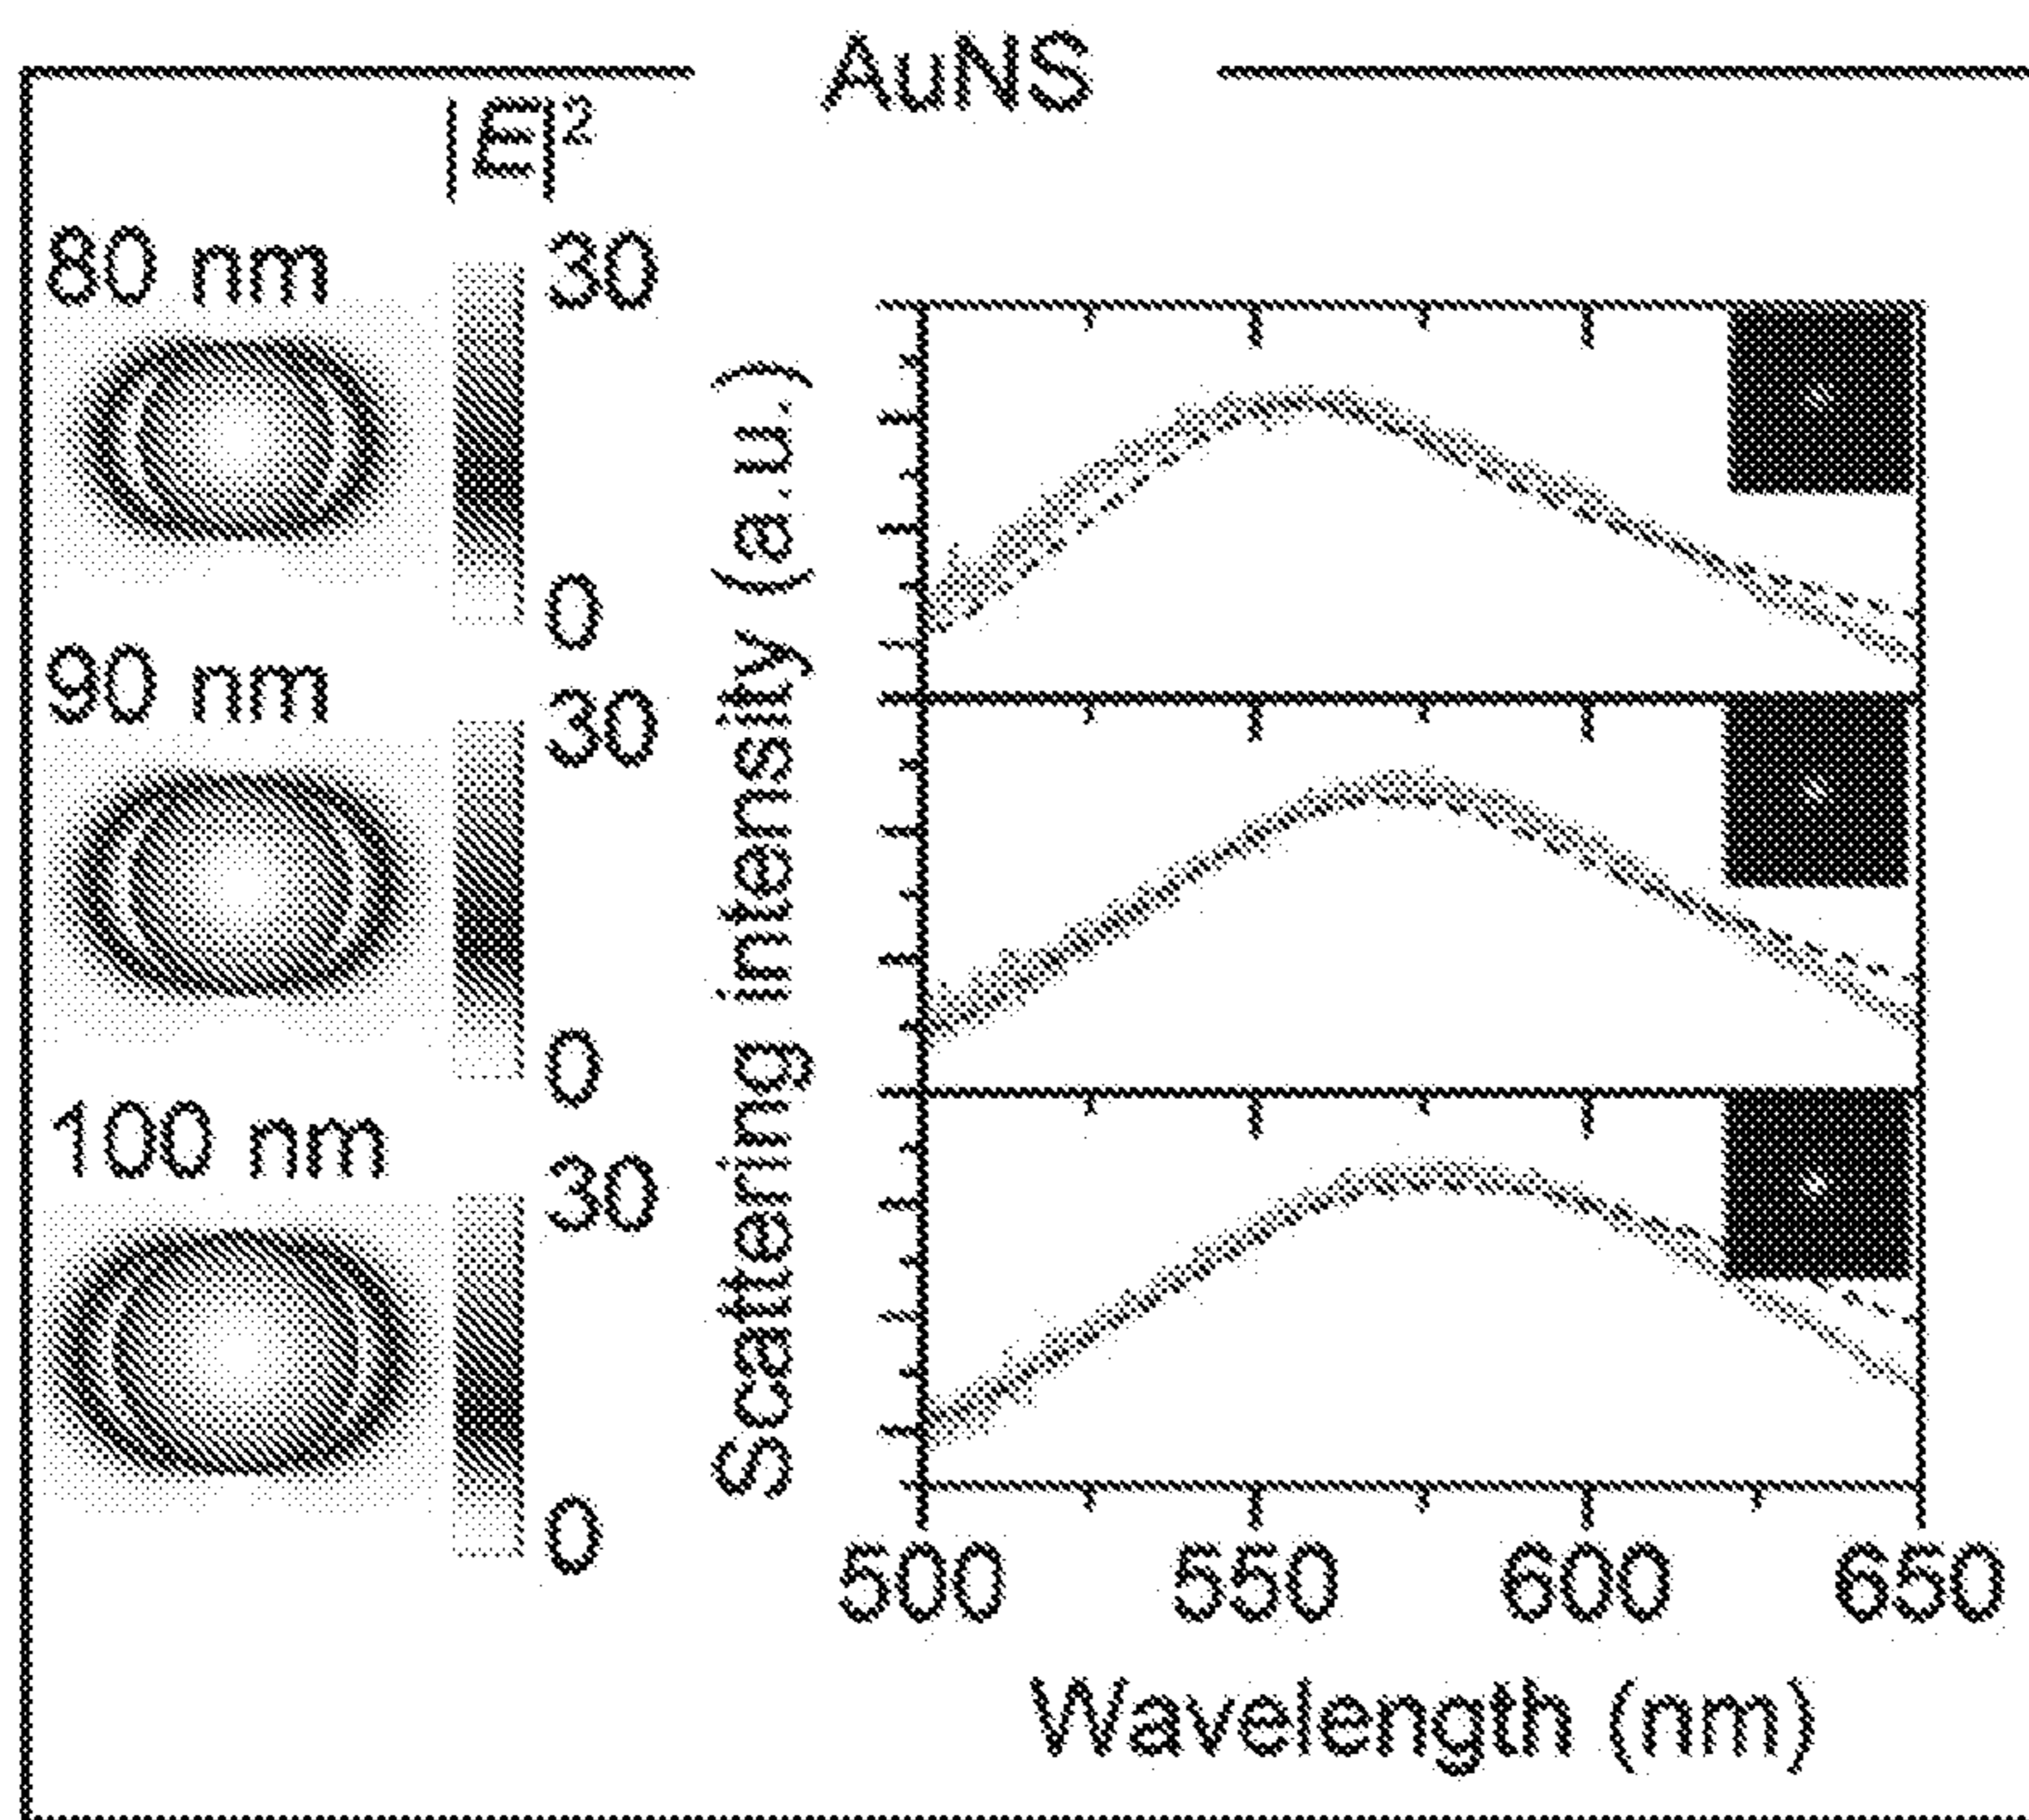 AuNS
|E|²
80 nm
30
0
90 nm
30
0
100 nm
30
0
Scattering intensity (a.u.)
500 550 600 650
Wavelength (nm)